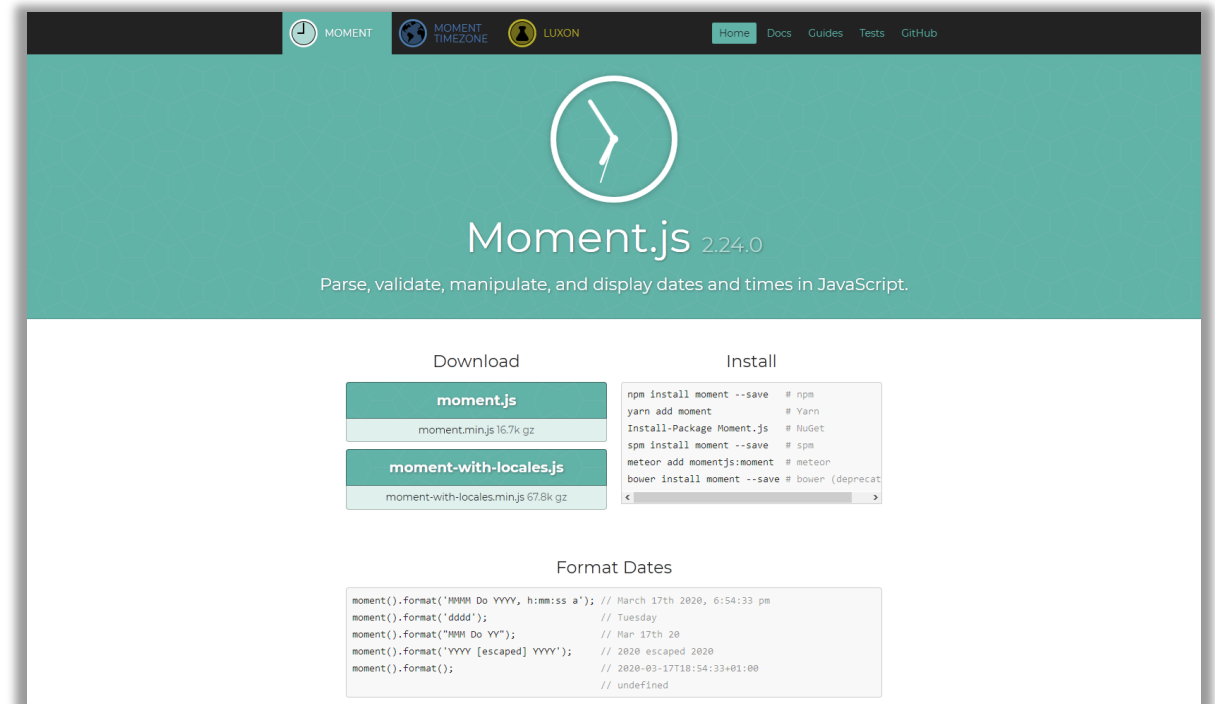 MOMENT
MOMENT
TIMEZONE
LUXON
Home Docs Guides Tests GitHub
Moment.js 2.24.0
Parse, validate, manipulate, and display dates and times in JavaScript.
Download
moment.js
moment.min.js 16.7k gz
moment-with-locales.js
moment-with-locales.min.js 67.8k gz
Install
npm install moment --save # npm
yarn add moment # Yarn
Install-Package Moment.js # NuGet
spm install moment --save # spm
meteor add momentjs:moment # meteor
bower install moment --save # bower (deprecat
Format Dates
moment().format('MMMM Do YYYY, h:mm:ss a'); // March 17th 2020, 6:54:33 pm
moment().format('dddd'); // Tuesday
moment().format("MMM Do YY"); // Mar 17th 20
moment().format('YYYY [escaped] YYYY'); // 2020 escaped 2020
moment().format(); // 2020-03-17T18:54:33+01:00
// undefined